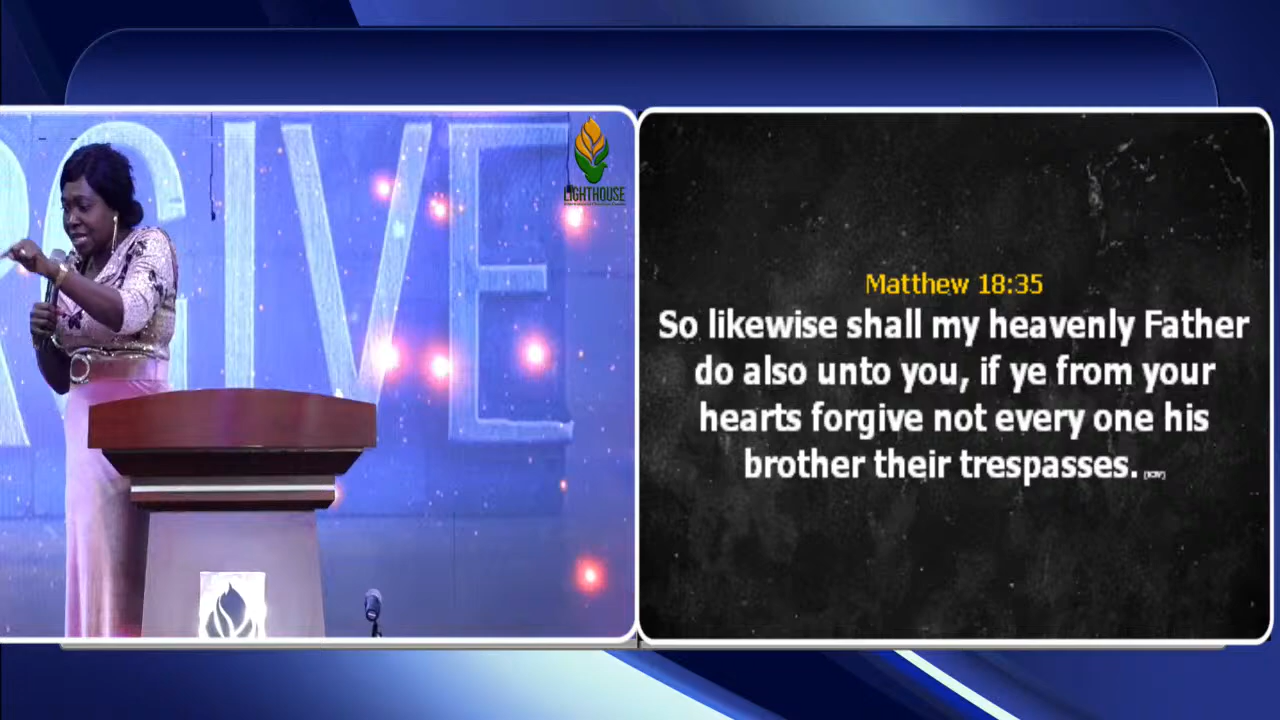 RGIVE
LIGHTHOUSE
Matthew 18:35
So likewise shall my heavenly Father
do also unto you, if ye from your
hearts forgive not every one his
brother their trespasses.